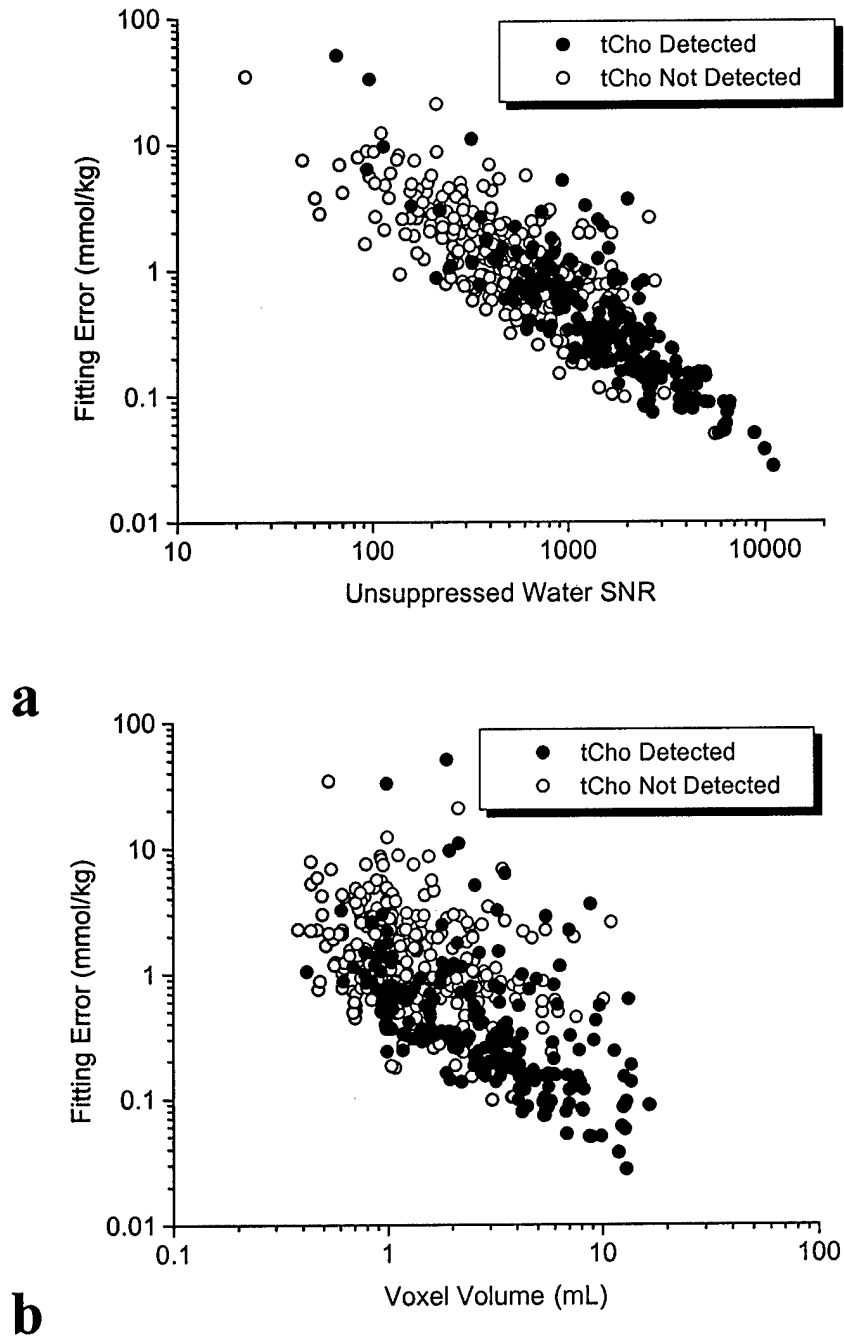 100
10
1
0.1
0.01
Fitting Error (mmol/kg)
tCho Detected
tCho Not Detected
10 100 1000 10000
Unsuppressed Water SNR
a
100
10
1
0.1
0.01
Fitting Error (mmol/kg)
tCho Detected
tCho Not Detected
0.1 1 10 100
Voxel Volume (mL)
b